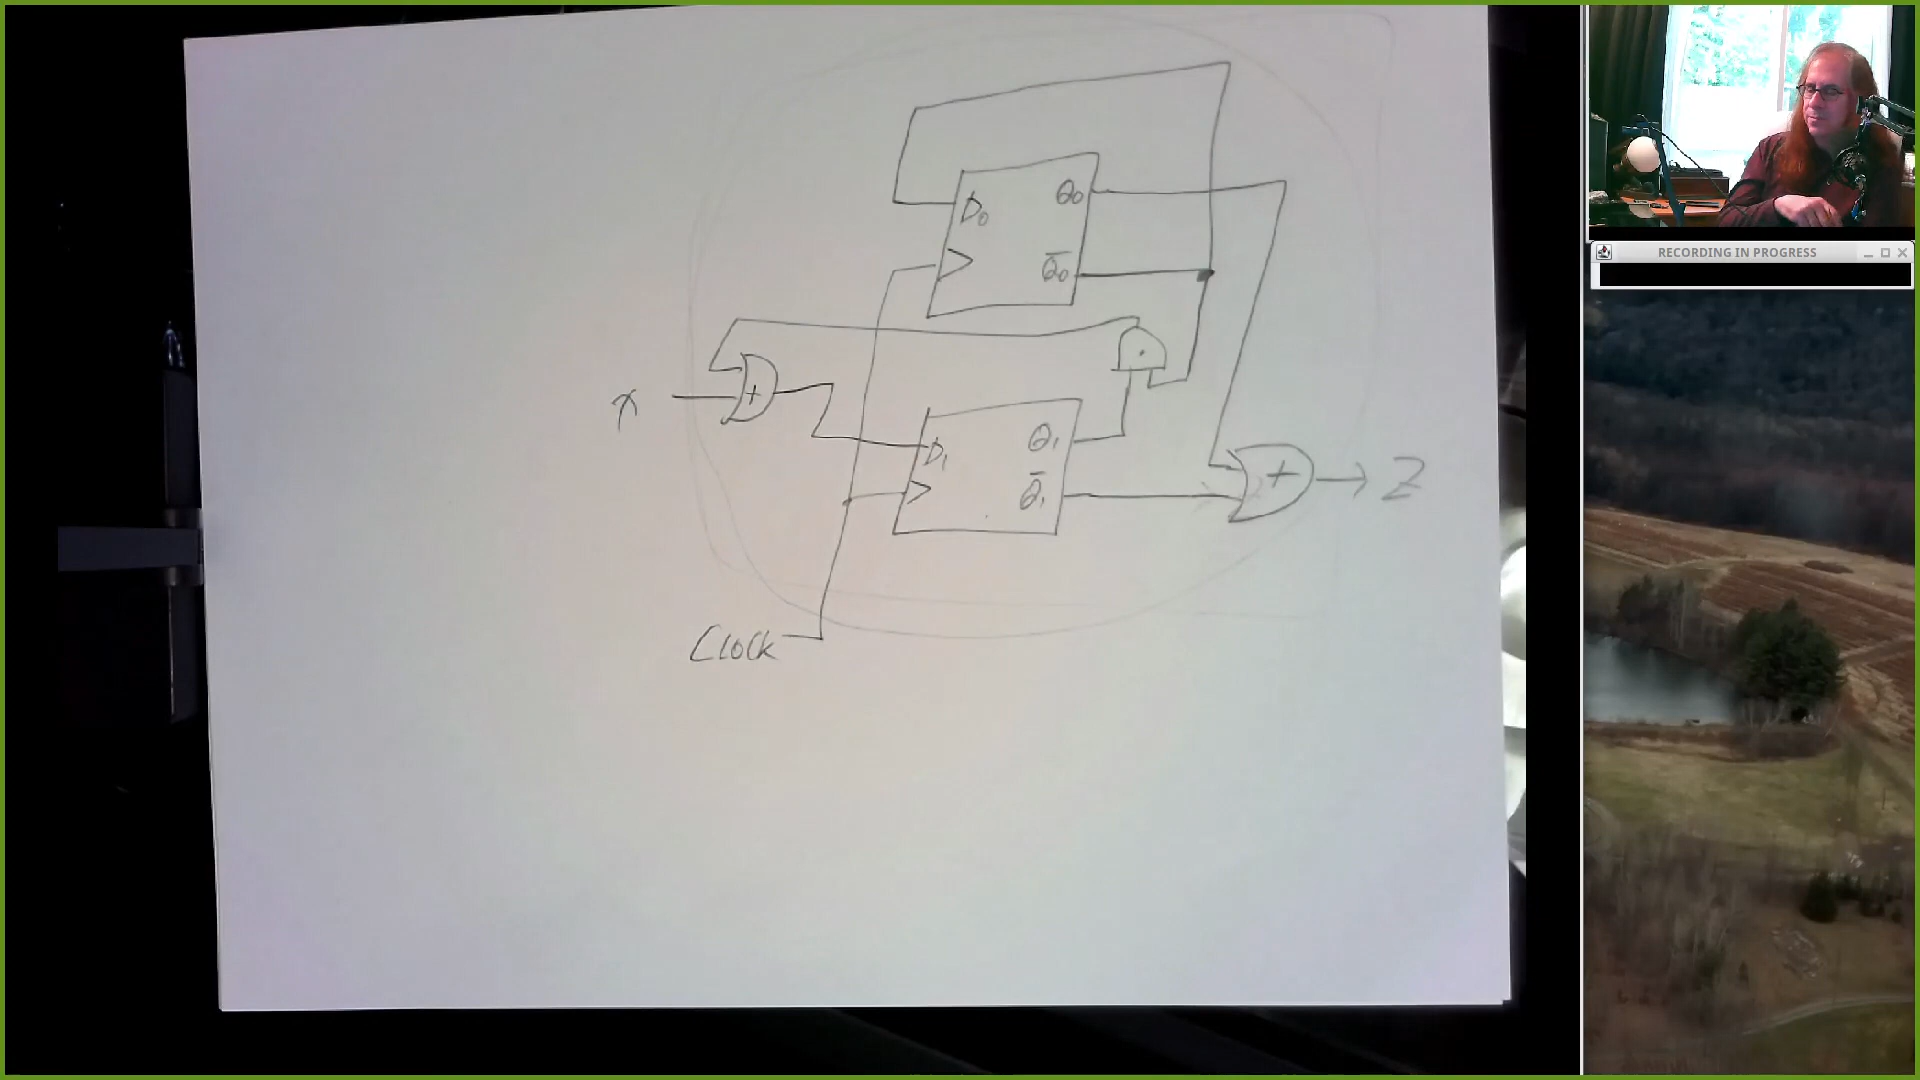 D₀ Q₀
Q̅₀
x + ·
D₁ Q₁
Q̅₁ + Z
Clock
RECORDING IN PROGRESS